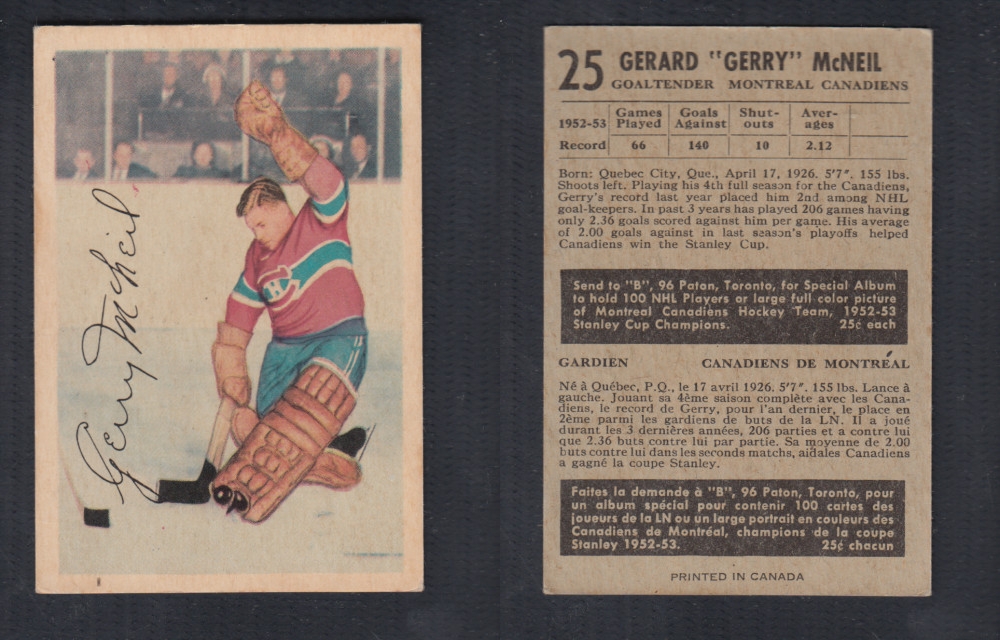 Gerry McNeil
H
25 GERARD "GERRY" McNEIL
GOALTENDER MONTREAL CANADIENS
1952-53 Games Played Goals Against Shut-outs Aver-ages
Record 66 140 10 2.12
Born: Quebec City, Que., April 17, 1926. 5'7". 155 lbs.
Shoots left. Playing his 4th full season for the Canadiens,
Gerry's record last year placed him 2nd among NHL
goal-keepers. In past 3 years has played 206 games having
only 2.36 goals scored against him per game. His average
of 2.00 goals against in last season's playoffs helped
Canadiens win the Stanley Cup.
Send to "B", 96 Paton, Toronto, for Special Album
to hold 100 NHL Players or large full color picture
of Montreal Canadiens Hockey Team, 1952-53
Stanley Cup Champions. 25¢ each
GARDIEN CANADIENS DE MONTRÉAL
Né à Québec, P.Q., le 17 avril 1926. 5'7". 155 lbs. Lance à
gauche. Jouant sa 4ème saison complète avec les Cana-
diens, le record de Gerry, pour l'an dernier, le place en
2ème parmi les gardiens de buts de la LN. Il a joué
durant les 3 dernières années, 206 parties et a contre lui
que 2.36 buts contre lui par partie. Sa moyenne de 2.00
buts contre lui dans les seconds matchs, aida les Canadiens
a gagné la coupe Stanley.
Faites la demande à "B", 96 Paton, Toronto, pour
un album spécial pour contenir 100 cartes des
joueurs de la LN ou un large portrait en couleurs des
Canadiens de Montréal, champions de la coupe
Stanley 1952-53. 25¢ chacun
PRINTED IN CANADA